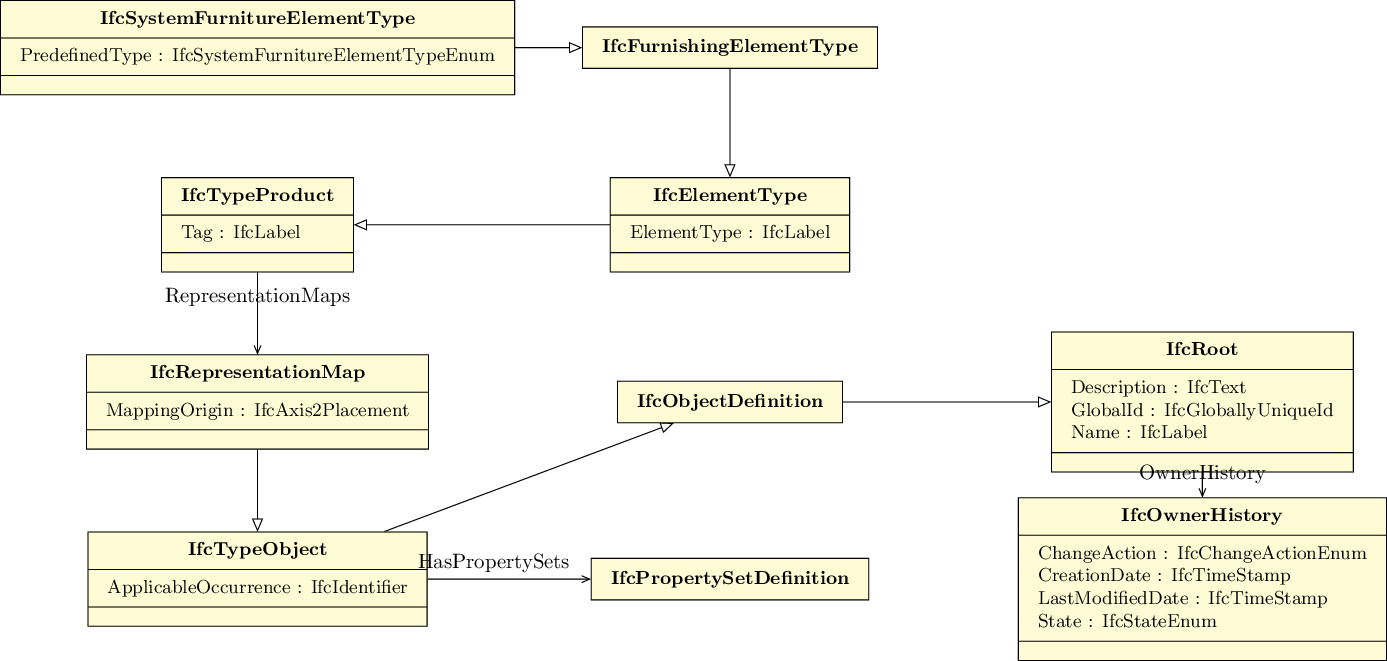 IfcSystemFurnitureElementType
PredefinedType : IfcSystemFurnitureElementTypeEnum
IfcFurnishingElementType
IfcTypeProduct
Tag : IfcLabel
IfcElementType
ElementType : IfcLabel
RepresentationMaps
IfcRepresentationMap
MappingOrigin : IfcAxis2Placement
IfcObjectDefinition
IfcRoot
Description : IfcText
GlobalId : IfcGloballyUniqueId
Name : IfcLabel
OwnerHistory
IfcTypeObject
ApplicableOccurrence : IfcIdentifier
HasPropertySets
IfcPropertySetDefinition
IfcOwnerHistory
ChangeAction : IfcChangeActionEnum
CreationDate : IfcTimeStamp
LastModifiedDate : IfcTimeStamp
State : IfcStateEnum